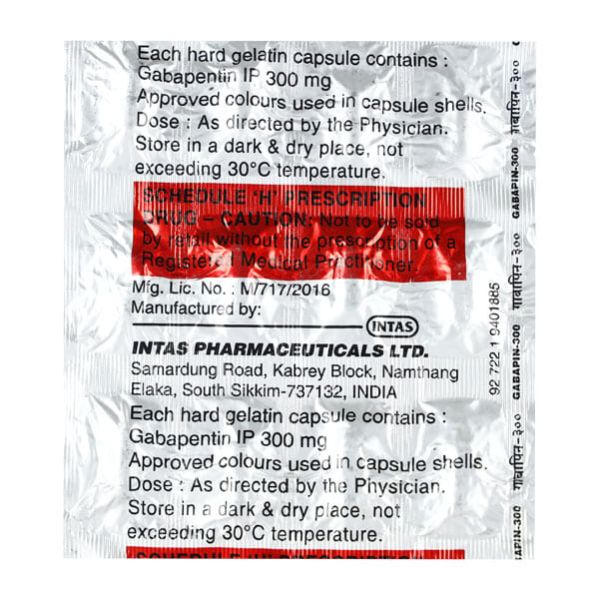 Each hard gelatin capsule contains :
Gabapentin IP 300 mg
Approved colours used in capsule shells.
Dose : As directed by the Physician.
Store in a dark & dry place, not
exceeding 30°C temperature.
SCHEDULE 'H' PRESCRIPTION
DRUG – CAUTION: Not to be sold
by retail without the prescription of a
Registered Medical Practitioner.
Mfg. Lic. No. : M/717/2016
Manufactured by:
INTAS
INTAS PHARMACEUTICALS LTD.
Samardung Road, Kabrey Block, Namthang
Elaka, South Sikkim-737132, INDIA
Each hard gelatin capsule contains :
Gabapentin IP 300 mg
Approved colours used in capsule shells.
Dose : As directed by the Physician.
Store in a dark & dry place, not
exceeding 30°C temperature.
92 722 1 9401885
GABAPIN-300 गाबापिन-३०० GABAPIN-300 गाबापिन-३०० GABAPIN-300 गाबापिन-३००